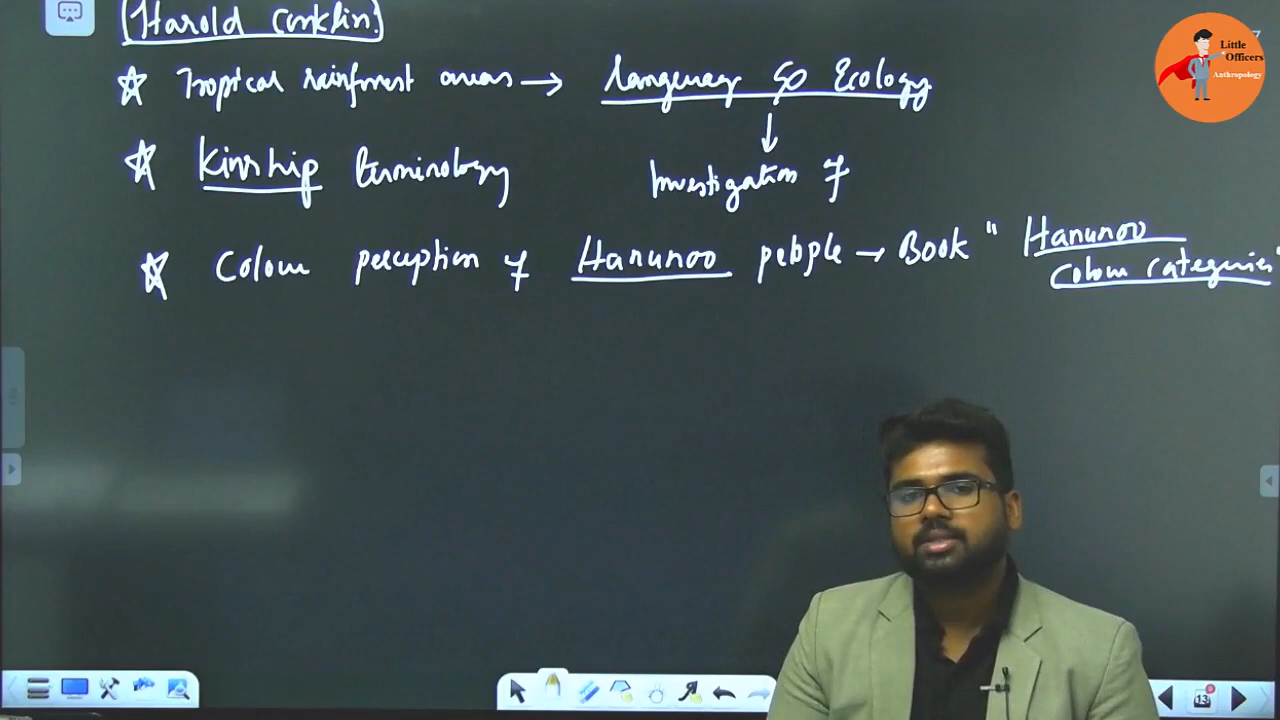 Harold Conklin.
Little
Officers
Anthropology
Tropical rainforest areas → language & Ecology
Kinship terminology
Investigation of
Colour perception of Hanunoo people → Book " Hanunoo
colour categories"
13